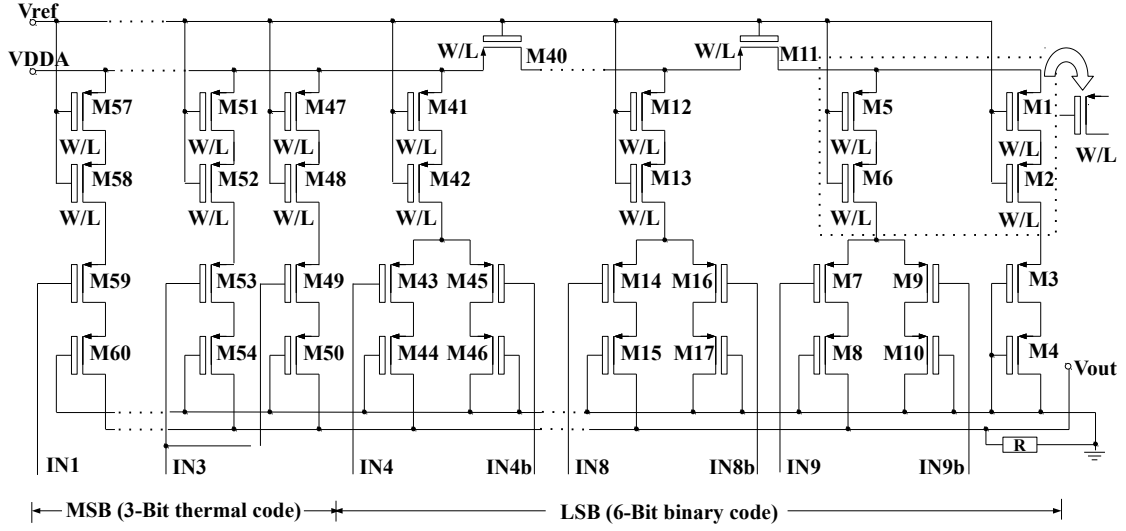 Vref
VDDA
W/L M40 W/L M11
M57 M51 M47 M41 M12 M5 M1
W/L W/L W/L W/L W/L W/L W/L W/L
M58 M52 M48 M42 M13 M6 M2
W/L W/L W/L W/L W/L W/L W/L
M59 M53 M49 M43 M45 M14 M16 M7 M9 M3
M60 M54 M50 M44 M46 M15 M17 M8 M10 M4
Vout
R
IN1 IN3 IN4 IN4b IN8 IN8b IN9 IN9b
MSB (3-Bit thermal code) LSB (6-Bit binary code)